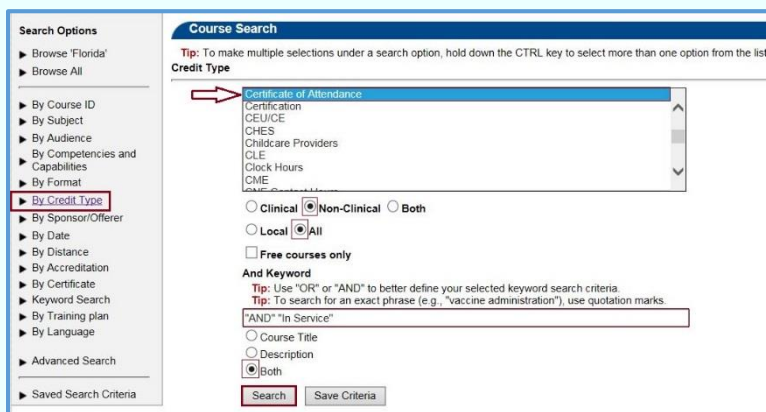 Search Options
▶ Browse 'Florida'
▶ Browse All
▶ By Course ID
▶ By Subject
▶ By Audience
▶ By Competencies and
Capabilities
▶ By Format
▶ By Credit Type
▶ By Sponsor/Offerer
▶ By Date
▶ By Distance
▶ By Accreditation
▶ By Certificate
▶ Keyword Search
▶ By Training plan
▶ By Language
▶ Advanced Search
▶ Saved Search Criteria
Course Search
Tip: To make multiple selections under a search option, hold down the CTRL key to select more than one option from the list
Credit Type
Certificate of Attendance
Certification
CEU/CE
CHES
Childcare Providers
CLE
Clock Hours
CME
Clinical Non-Clinical Both
Local All
Free courses only
And Keyword
Tip: Use "OR" or "AND" to better define your selected keyword search criteria.
Tip: To search for an exact phrase (e.g., "vaccine administration"), use quotation marks.
"AND" "In Service"
Course Title
Description
Both
Search Save Criteria